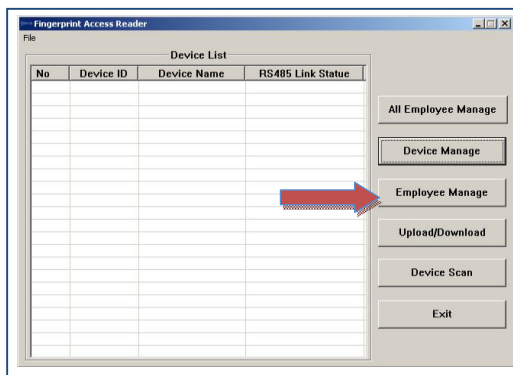 Fingerprint Access Reader
File
Device List
No Device ID Device Name RS485 Link Statue
All Employee Manage
Device Manage
Employee Manage
Upload/Download
Device Scan
Exit